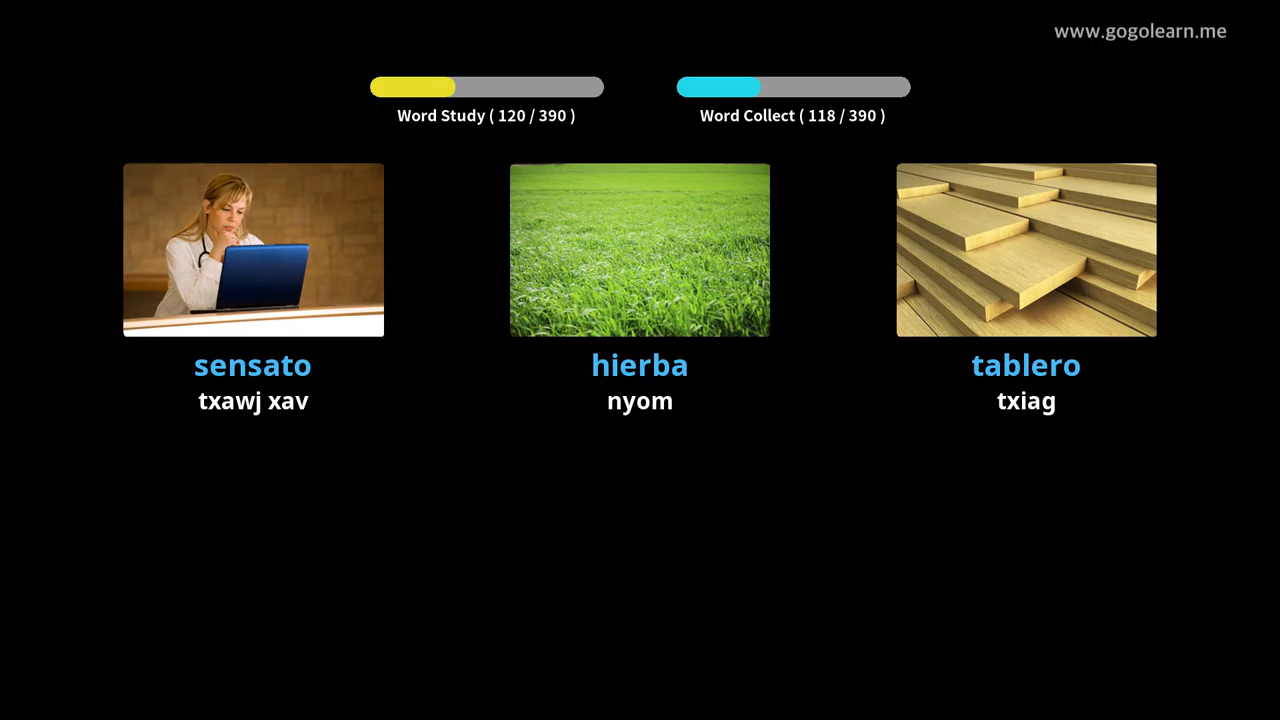 www.gogolearn.me
Word Study ( 120 / 390 )
Word Collect ( 118 / 390 )
sensato
txawj xav
hierba
nyom
tablero
txiag